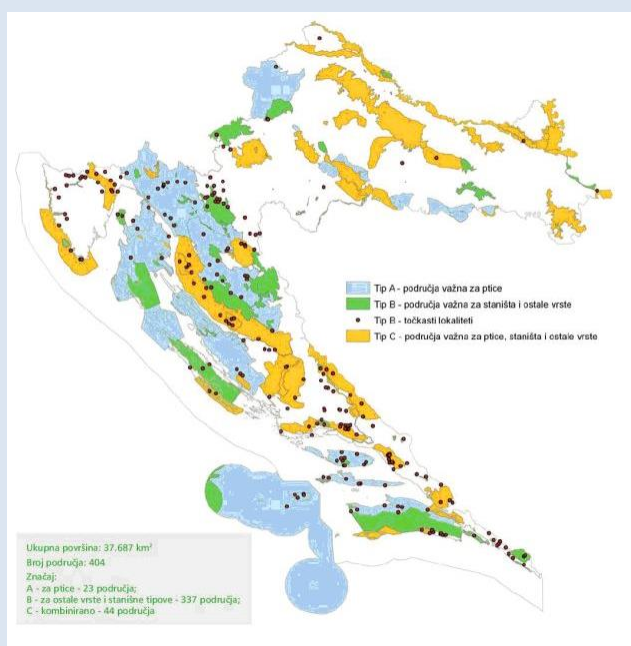 Tip A - područja važna za ptice
Tip B - područja važna za staništa i ostale vrste
Tip B - točkasti lokaliteti
Tip C - područja važna za ptice, staništa i ostale vrste
Ukupna površina: 37.687 km²
Broj područja: 404
Značaj:
A - za ptice - 23 područja;
B - za ostale vrste i stanišne tipove - 337 područja;
C - kombinirano - 44 područja